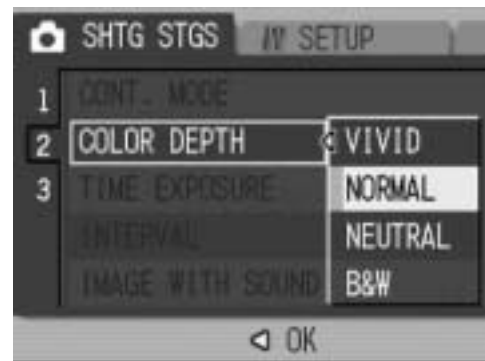 SHTG STGS SETUP
1 CONT. MODE
2 COLOR DEPTH VIVID
3 TIME EXPOSURE NORMAL
INTERVAL NEUTRAL
IMAGE WITH SOUND B&W
OK